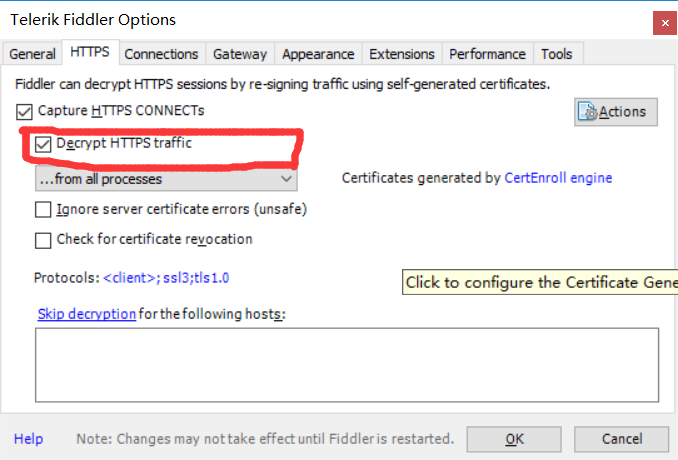 Telerik Fiddler Options
General HTTPS Connections Gateway Appearance Extensions Performance Tools
Fiddler can decrypt HTTPS sessions by re-signing traffic using self-generated certificates.
Capture HTTPS CONNECTs
Actions
Decrypt HTTPS traffic
...from all processes
Certificates generated by CertEnroll engine
Ignore server certificate errors (unsafe)
Check for certificate revocation
Protocols: <client>; ssl3;tls1.0
Click to configure the Certificate Gene
Skip decryption for the following hosts:
Help
Note: Changes may not take effect until Fiddler is restarted.
OK
Cancel